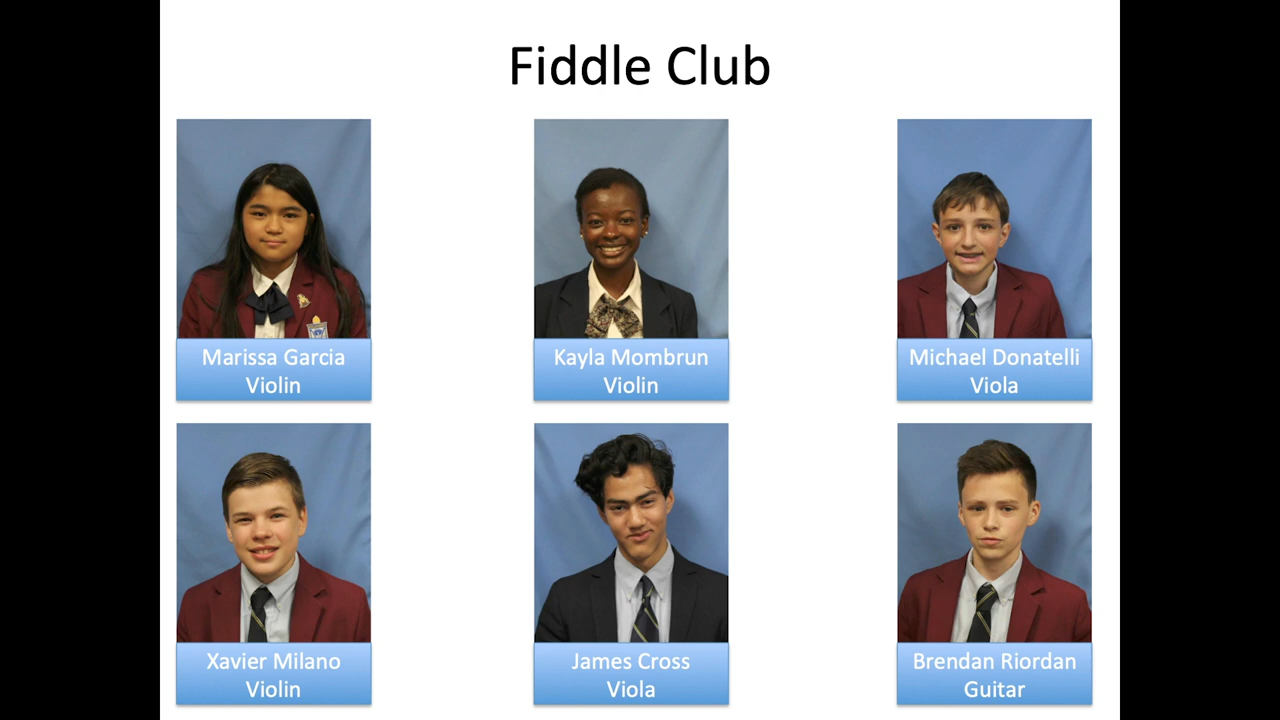 Fiddle Club
Marissa Garcia
Violin
Kayla Mombrun
Violin
Michael Donatelli
Viola
Xavier Milano
Violin
James Cross
Viola
Brendan Riordan
Guitar